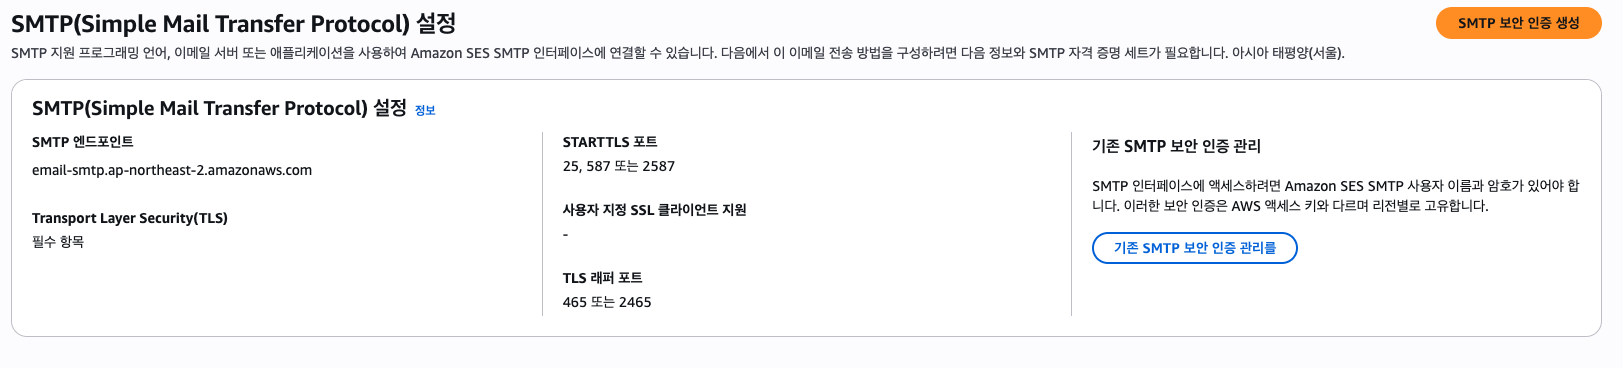 SMTP(Simple Mail Transfer Protocol) 설정
SMTP 보안 인증 생성
SMTP 지원 프로그래밍 언어, 이메일 서버 또는 애플리케이션을 사용하여 Amazon SES SMTP 인터페이스에 연결할 수 있습니다. 다음에서 이 이메일 전송 방법을 구성하려면 다음 정보와 SMTP 자격 증명 세트가 필요합니다. 아시아 태평양(서울).
SMTP(Simple Mail Transfer Protocol) 설정 정보
SMTP 엔드포인트
email-smtp.ap-northeast-2.amazonaws.com
Transport Layer Security(TLS)
필수 항목
STARTTLS 포트
25, 587 또는 2587
사용자 지정 SSL 클라이언트 지원
-
TLS 래퍼 포트
465 또는 2465
기존 SMTP 보안 인증 관리
SMTP 인터페이스에 액세스하려면 Amazon SES SMTP 사용자 이름과 암호가 있어야 합
니다. 이러한 보안 인증은 AWS 액세스 키와 다르며 리전별로 고유합니다.
기존 SMTP 보안 인증 관리를